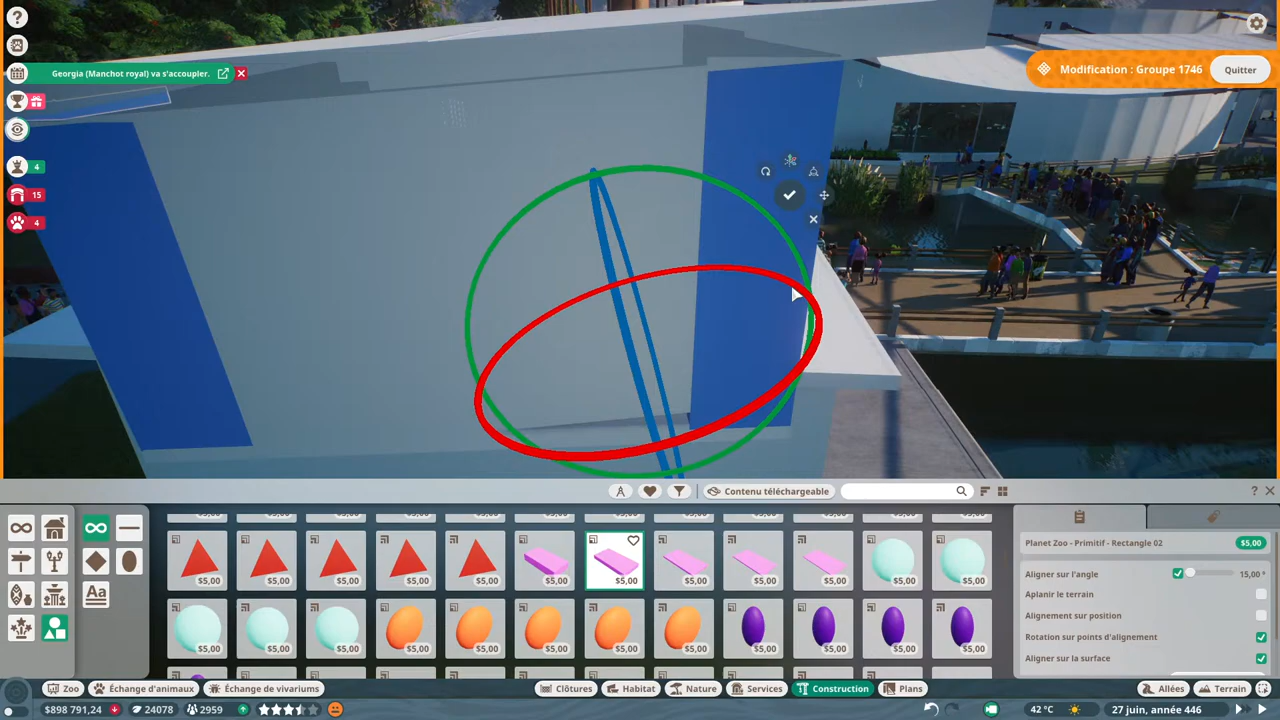 Georgia (Manchot royal) va s'accoupler.
Modification : Groupe 1746
Quitter
4
15
4
Contenu téléchargeable
$5,00 $5,00 $5,00 $5,00 $5,00 $5,00 $5,00 $5,00 $5,00 $5,00 $5,00 $5,00
$5,00 $5,00 $5,00 $5,00 $5,00 $5,00 $5,00 $5,00 $5,00 $5,00 $5,00 $5,00
Aa
Planet Zoo - Primitif - Rectangle 02
$5,00
Aligner sur l'angle
15,00 °
Aplanir le terrain
Alignement sur position
Rotation sur points d'alignement
Aligner sur la surface
Zoo
Échange d'animaux
Échange de vivariums
Clôtures
Habitat
Nature
Services
Construction
Plans
Allées
Terrain
$898 791,24
24078
2959
42 °C
27 juin, année 446